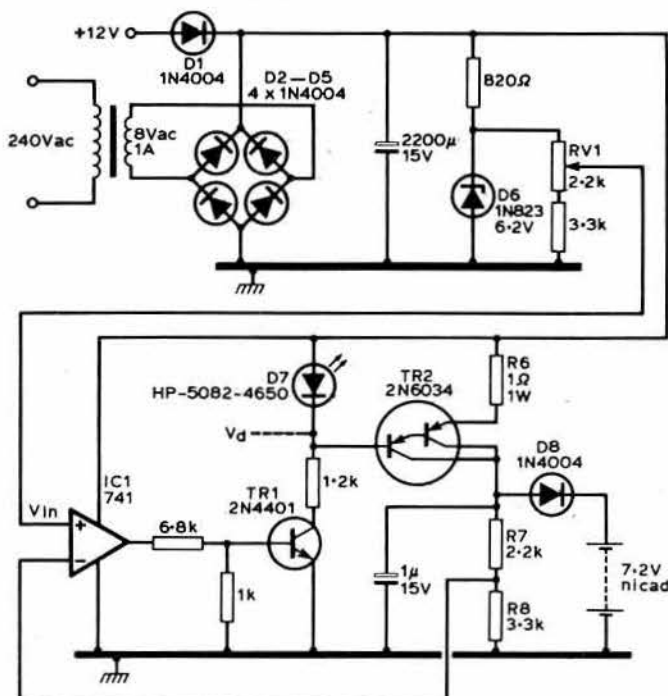 +12V
D1
1N4004
D2—D5
4 x 1N4004
240Vac
8Vac
1A
2200μ
15V
820Ω
RV1
2·2k
D6
1N823
6·2V
3·3k
D7
HP-5082-4650
Vd
TR2
2N6034
R6
1Ω
1W
D8
1N4004
IC1
741
Vin
+
−
6·8k
1k
TR1
2N4401
1·2k
1μ
15V
R7
2·2k
R8
3·3k
7·2V
nicad